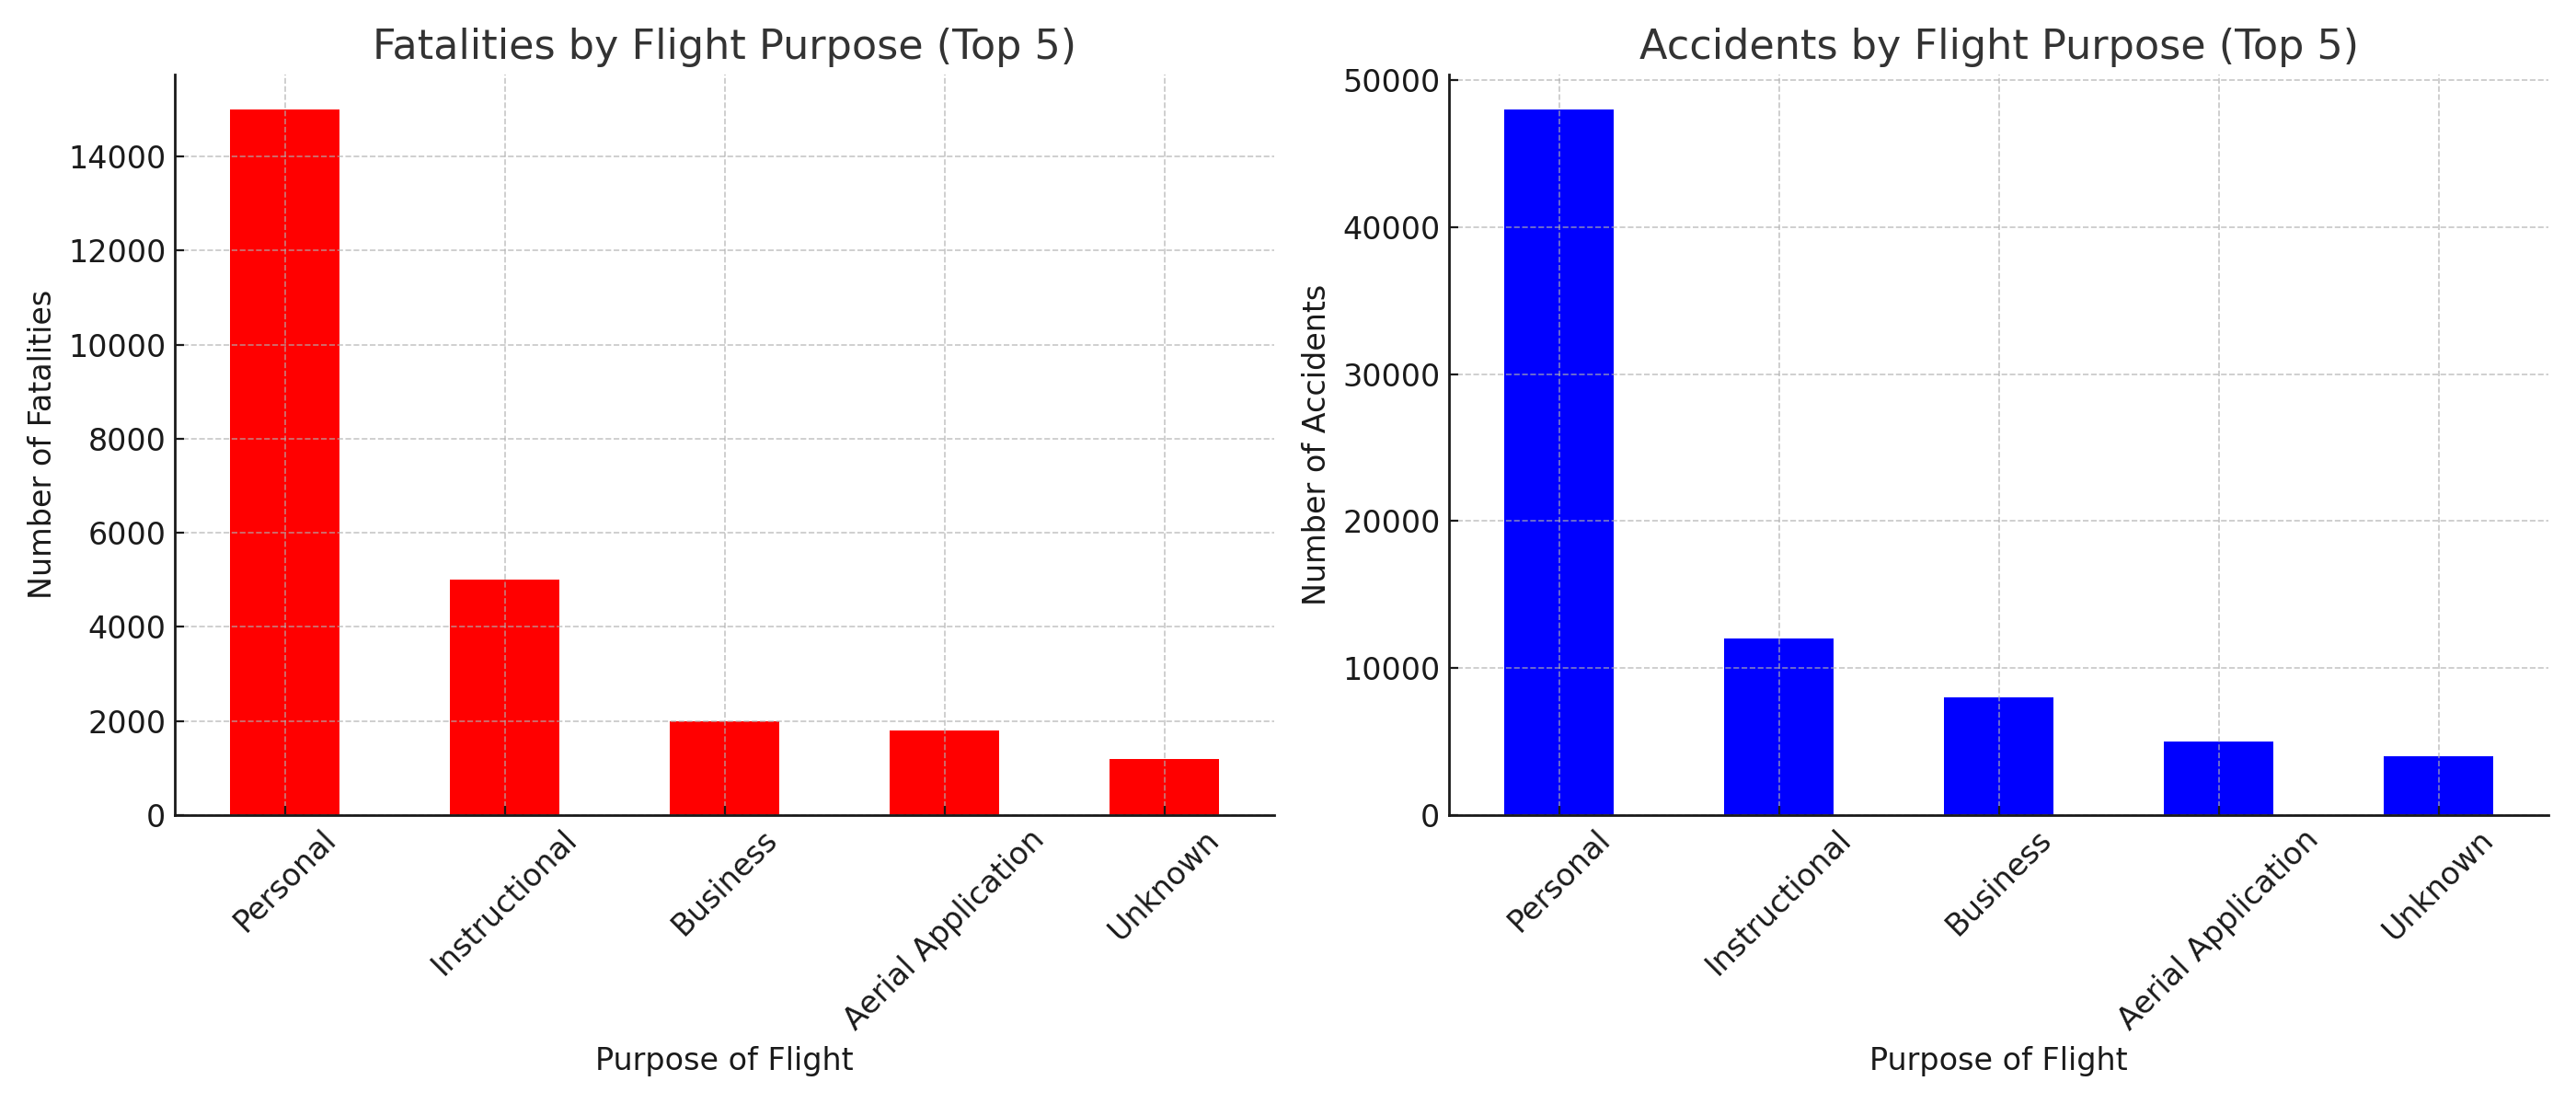 Fatalities by Flight Purpose (Top 5)
Number of Fatalities
14000
12000
10000
8000
6000
4000
2000
0
Personal
Instructional
Business
Aerial Application
Unknown
Purpose of Flight
Accidents by Flight Purpose (Top 5)
Number of Accidents
50000
40000
30000
20000
10000
0
Personal
Instructional
Business
Aerial Application
Unknown
Purpose of Flight